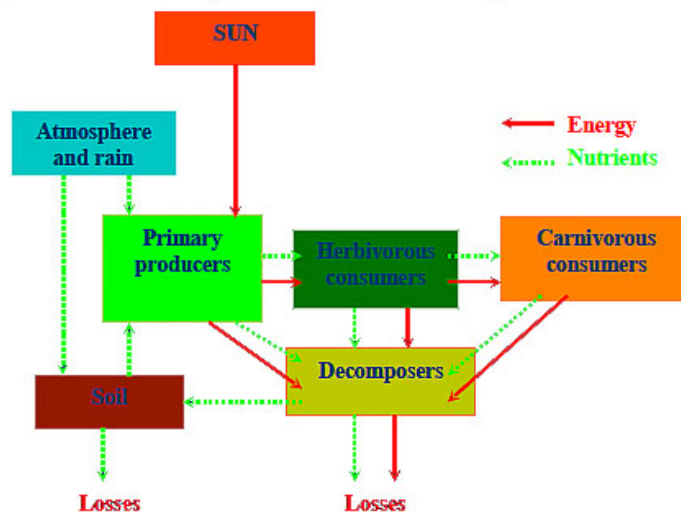 SUN
Atmosphere
and rain
Energy
Nutrients
Primary
producers
Herbivorous
consumers
Carnivorous
consumers
Decomposers
Soil
Losses
Losses